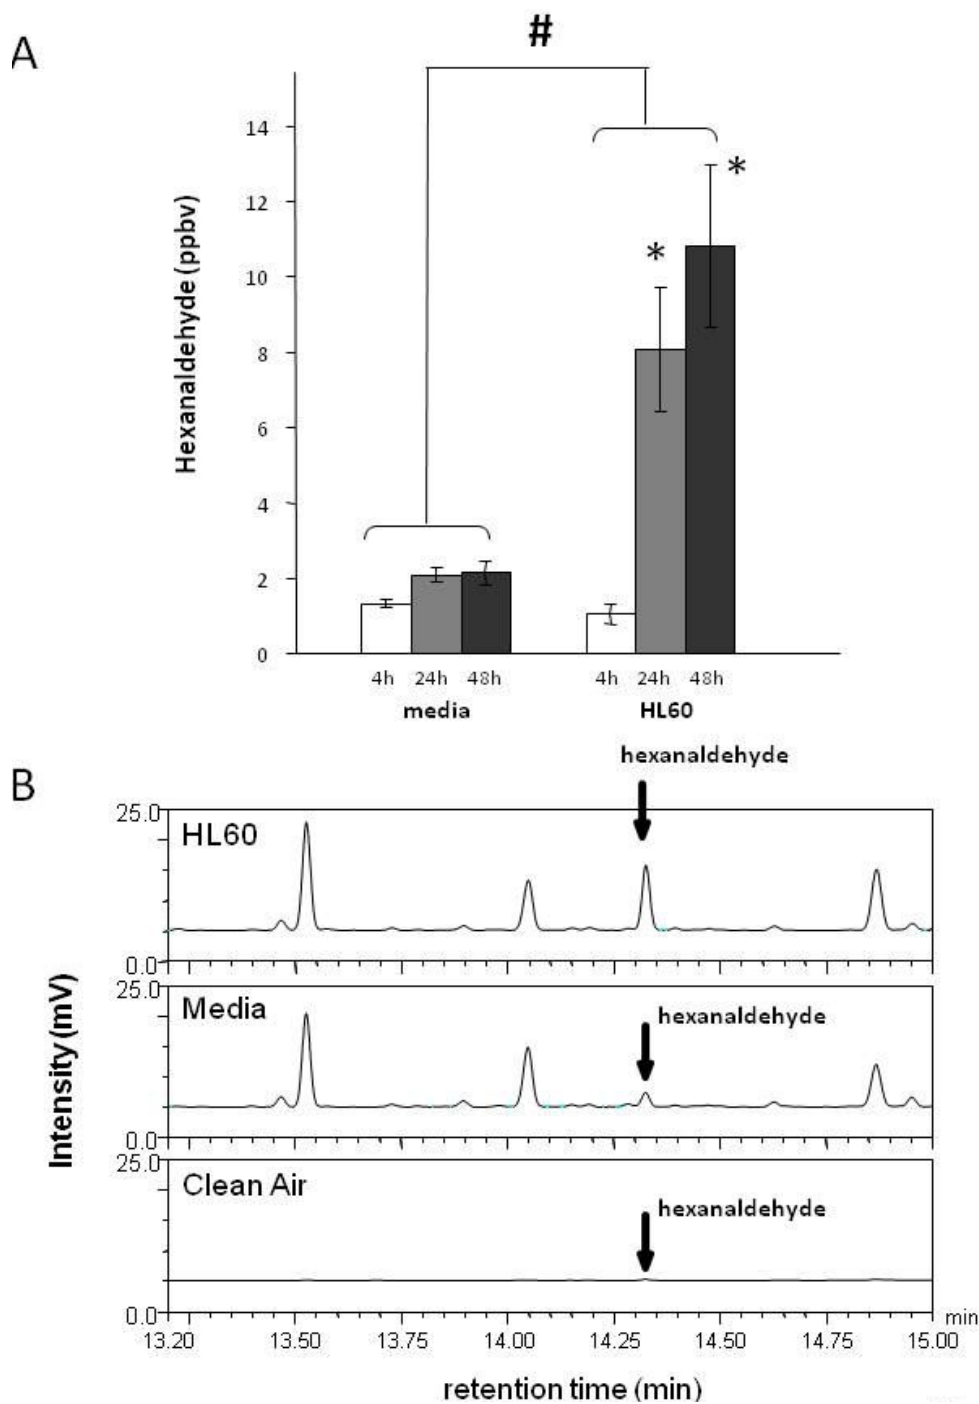 A
#
Hexanaldehyde (ppbv)
14
12
10
8
6
4
2
0
*
*
4h 24h 48h 4h 24h 48h
media HL60
B
hexanaldehyde
25.0
HL60
0.0
25.0
Media
hexanaldehyde
0.0
25.0
Clean Air
hexanaldehyde
0.0
Intensity (mV)
13.20 13.50 13.75 14.00 14.25 14.50 14.75 15.00 min
retention time (min)